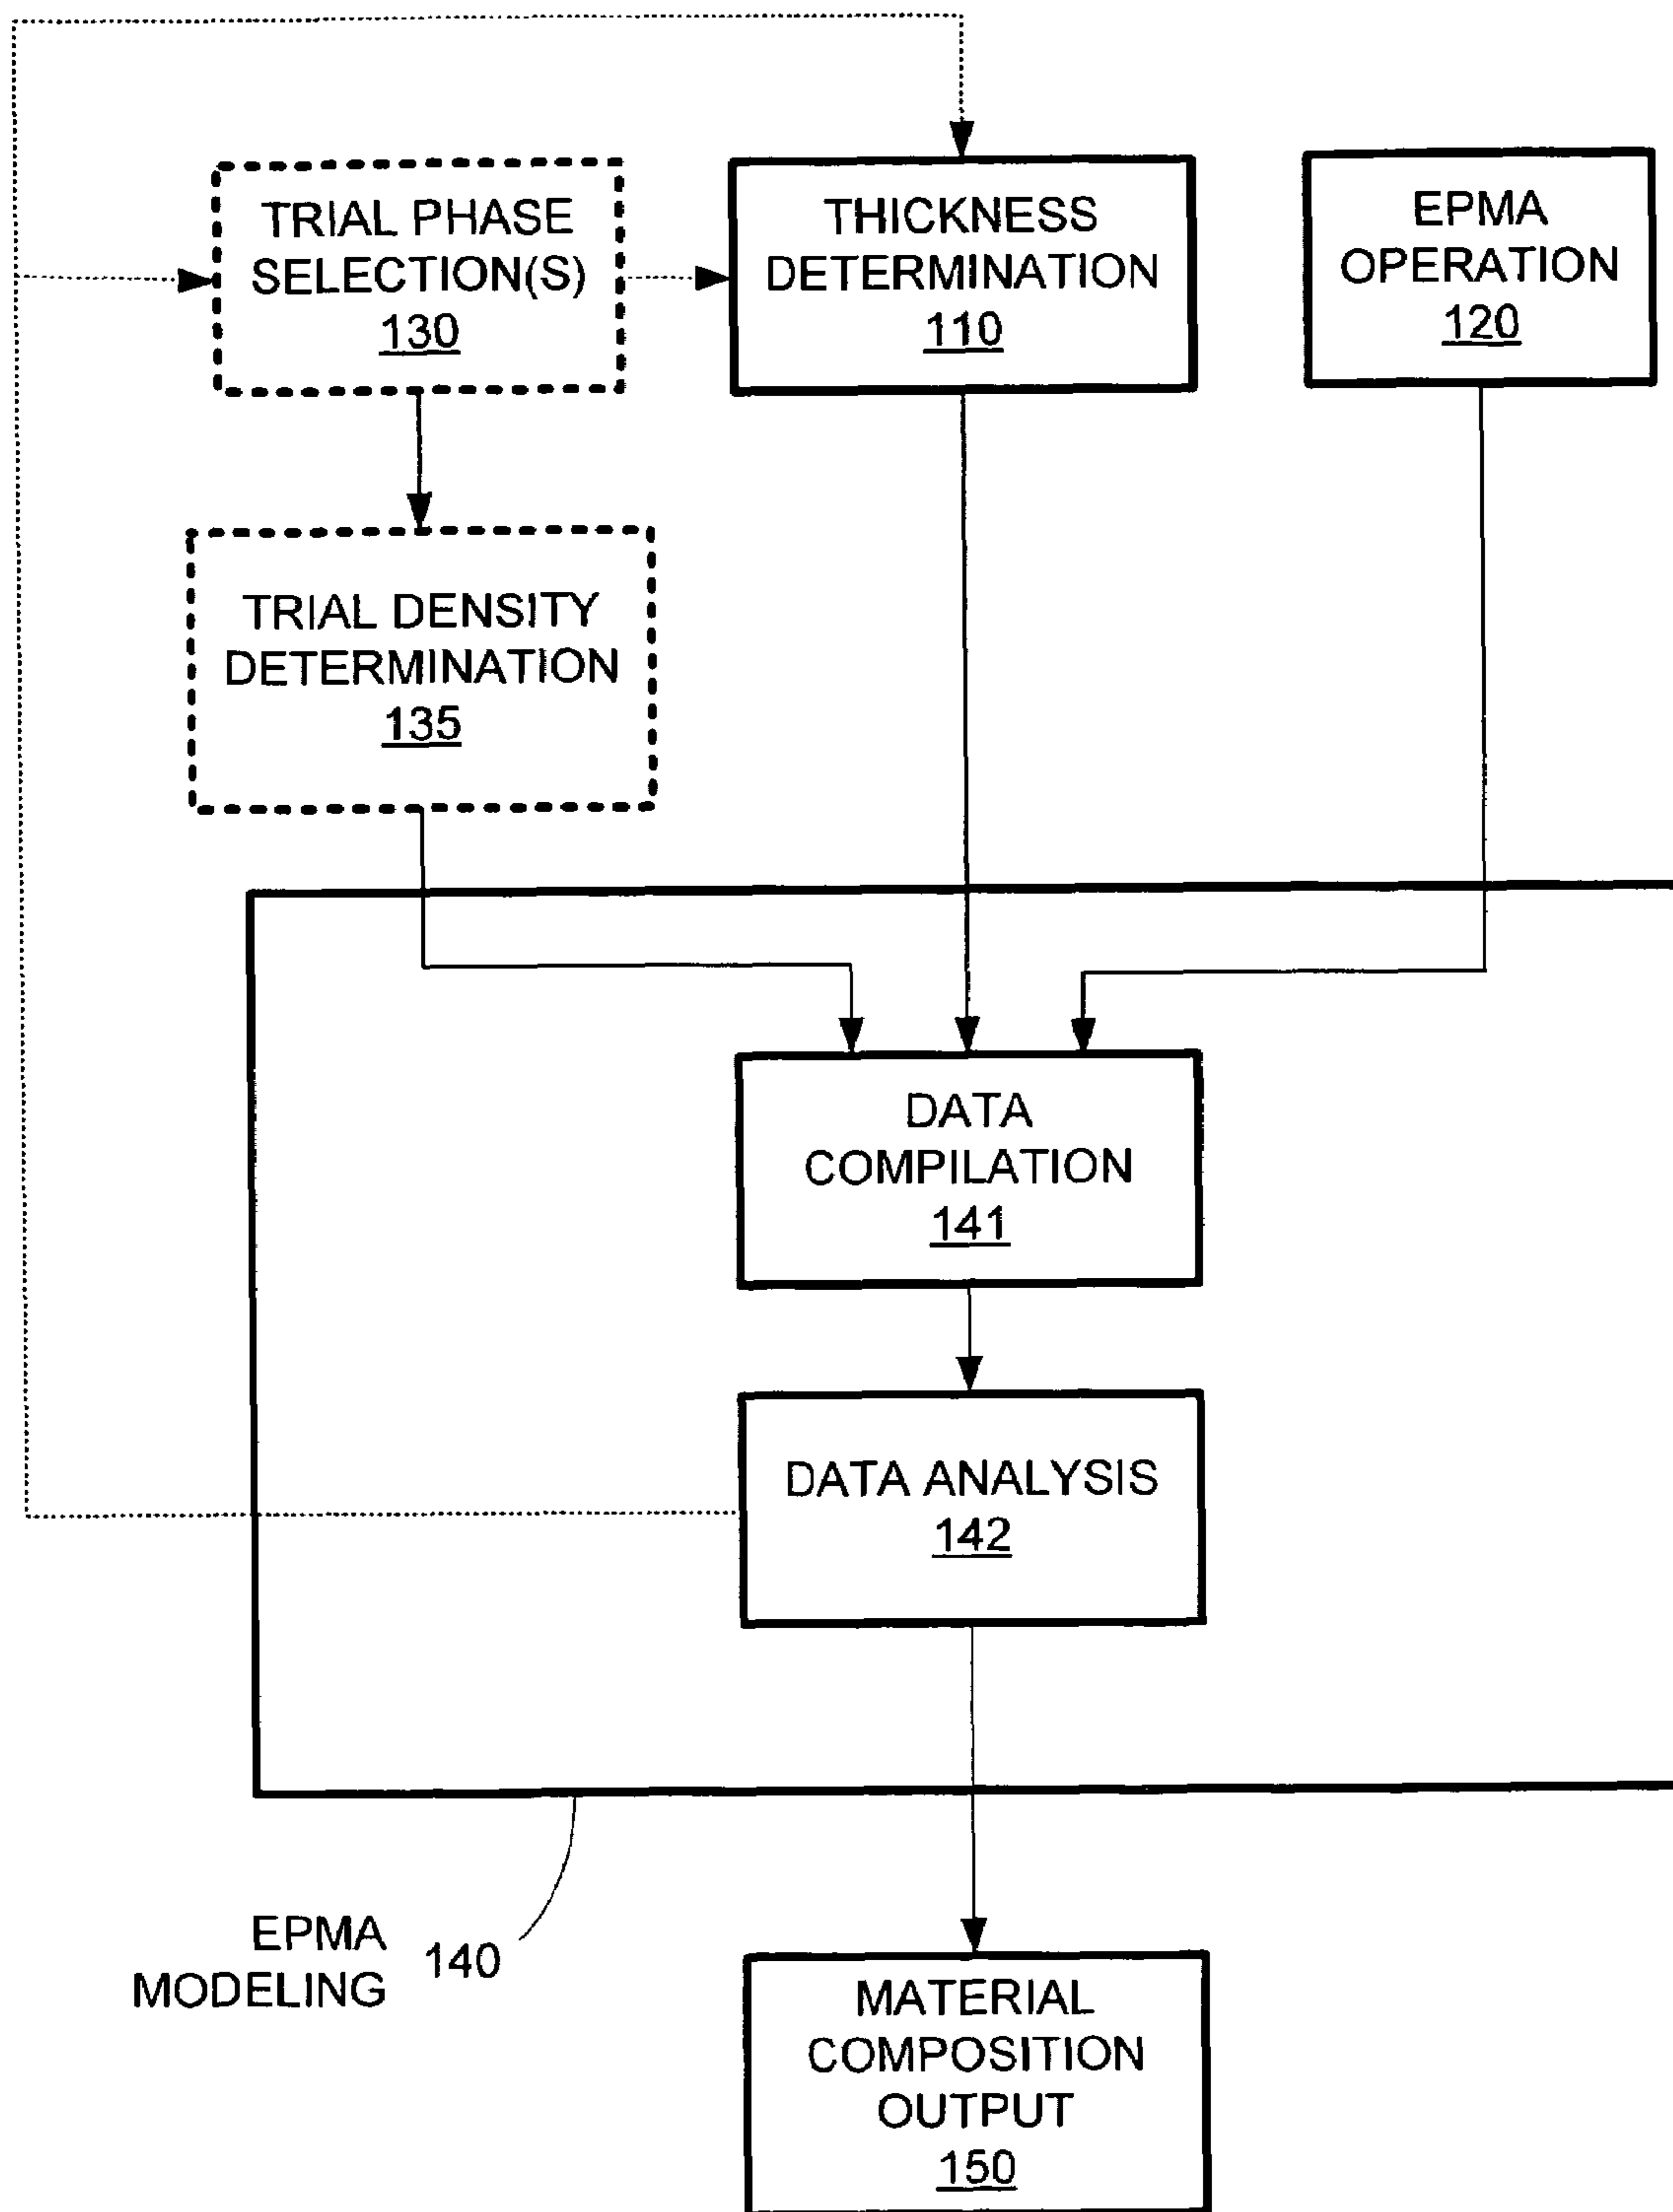 TRIAL PHASE
SELECTION(S)
130
THICKNESS
DETERMINATION
110
EPMA
OPERATION
120
TRIAL DENSITY
DETERMINATION
135
DATA
COMPILATION
141
DATA ANALYSIS
142
EPMA
MODELING
140
MATERIAL
COMPOSITION
OUTPUT
150